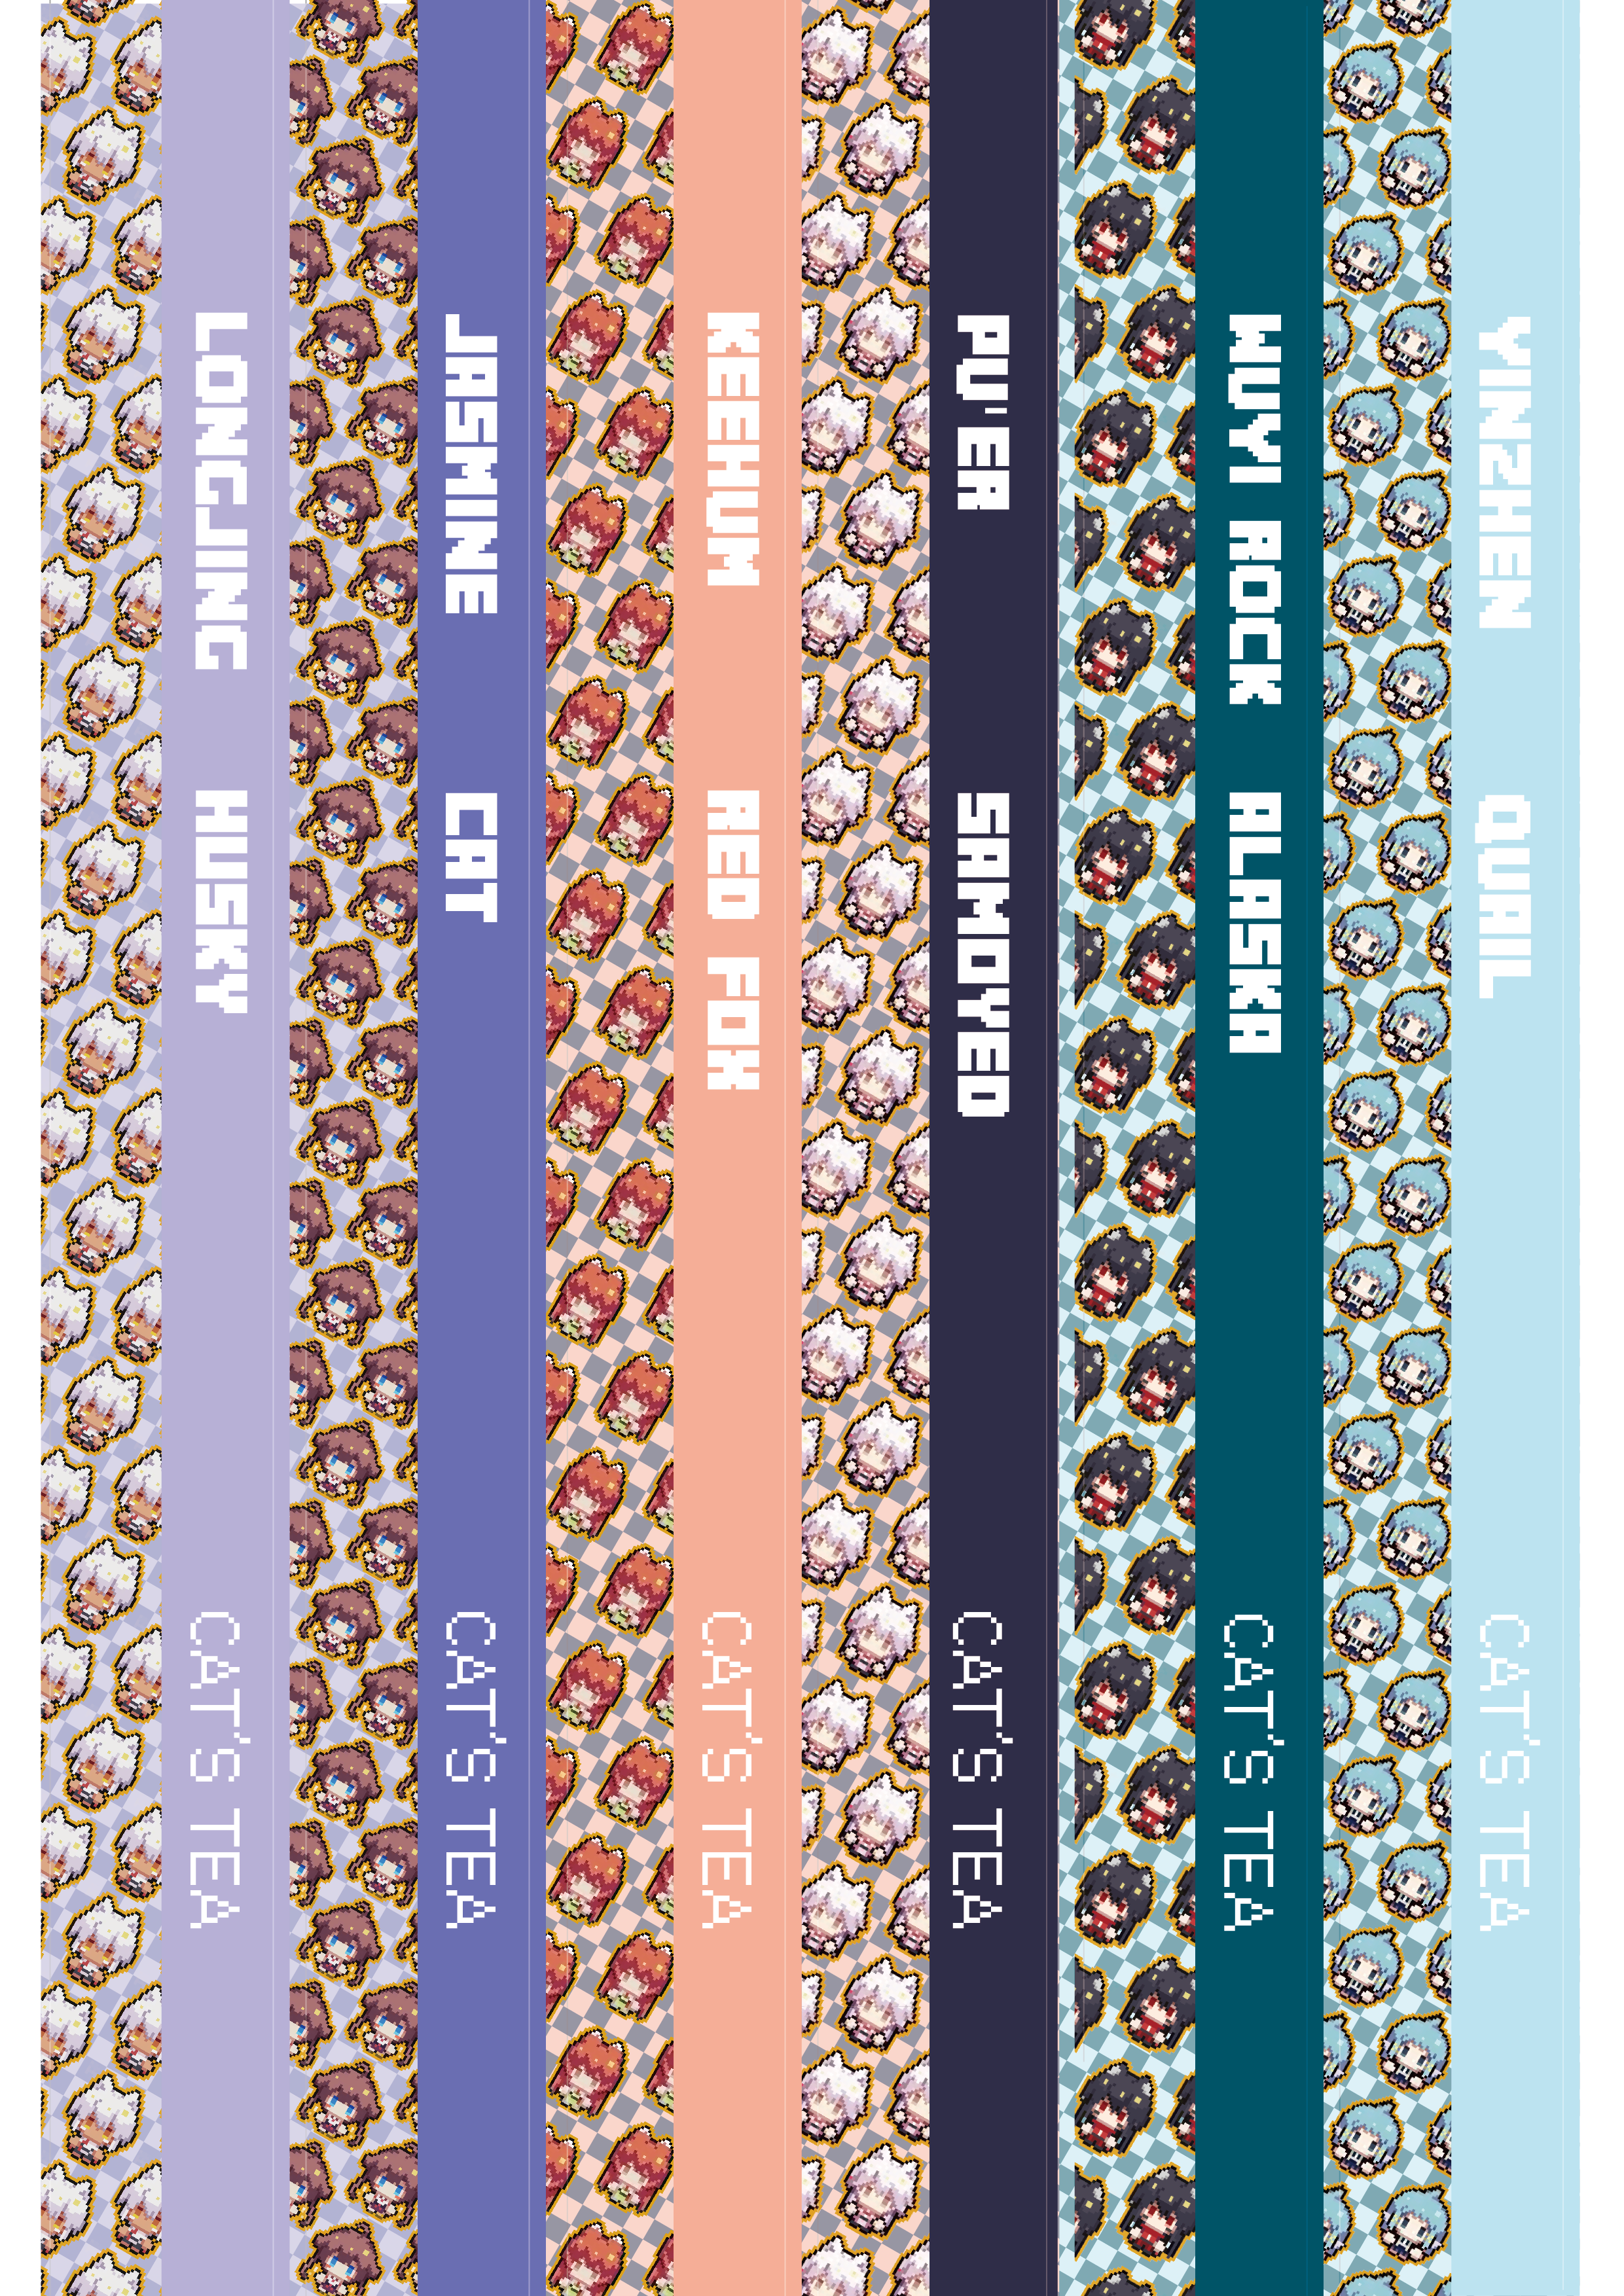 LONGJING HUSKY CAT'S TEA
JASMINE CAT CAT'S TEA
KEEHUM RED FOX CAT'S TEA
PU'ER SAMOYED CAT'S TEA
WUYI ROCK ALASKA CAT'S TEA
YINZHEN QUAIL CAT'S TEA